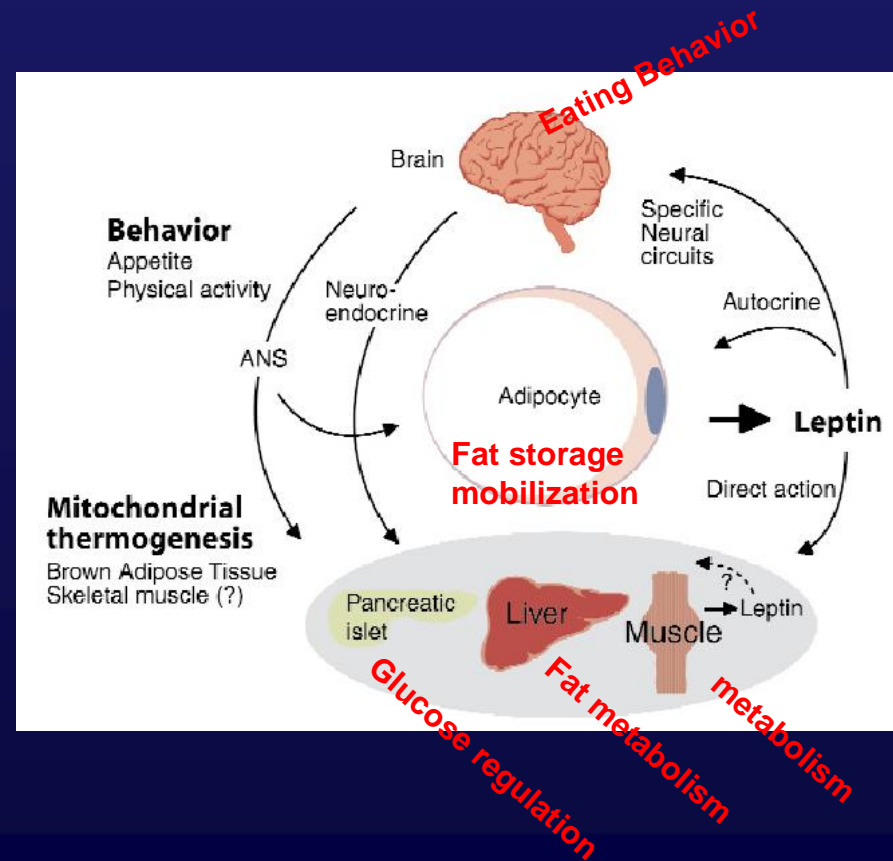 Eating Behavior
Brain
Specific
Neural
circuits
Behavior
Appetite
Physical activity
Neuro-
endocrine
Autocrine
ANS
Adipocyte
Leptin
Fat storage
mobilization
Direct action
Mitochondrial
thermogenesis
Brown Adipose Tissue
Skeletal muscle (?)
Pancreatic
islet
Liver
Muscle
?
Leptin
Glucose regulation
Fat metabolism
metabolism